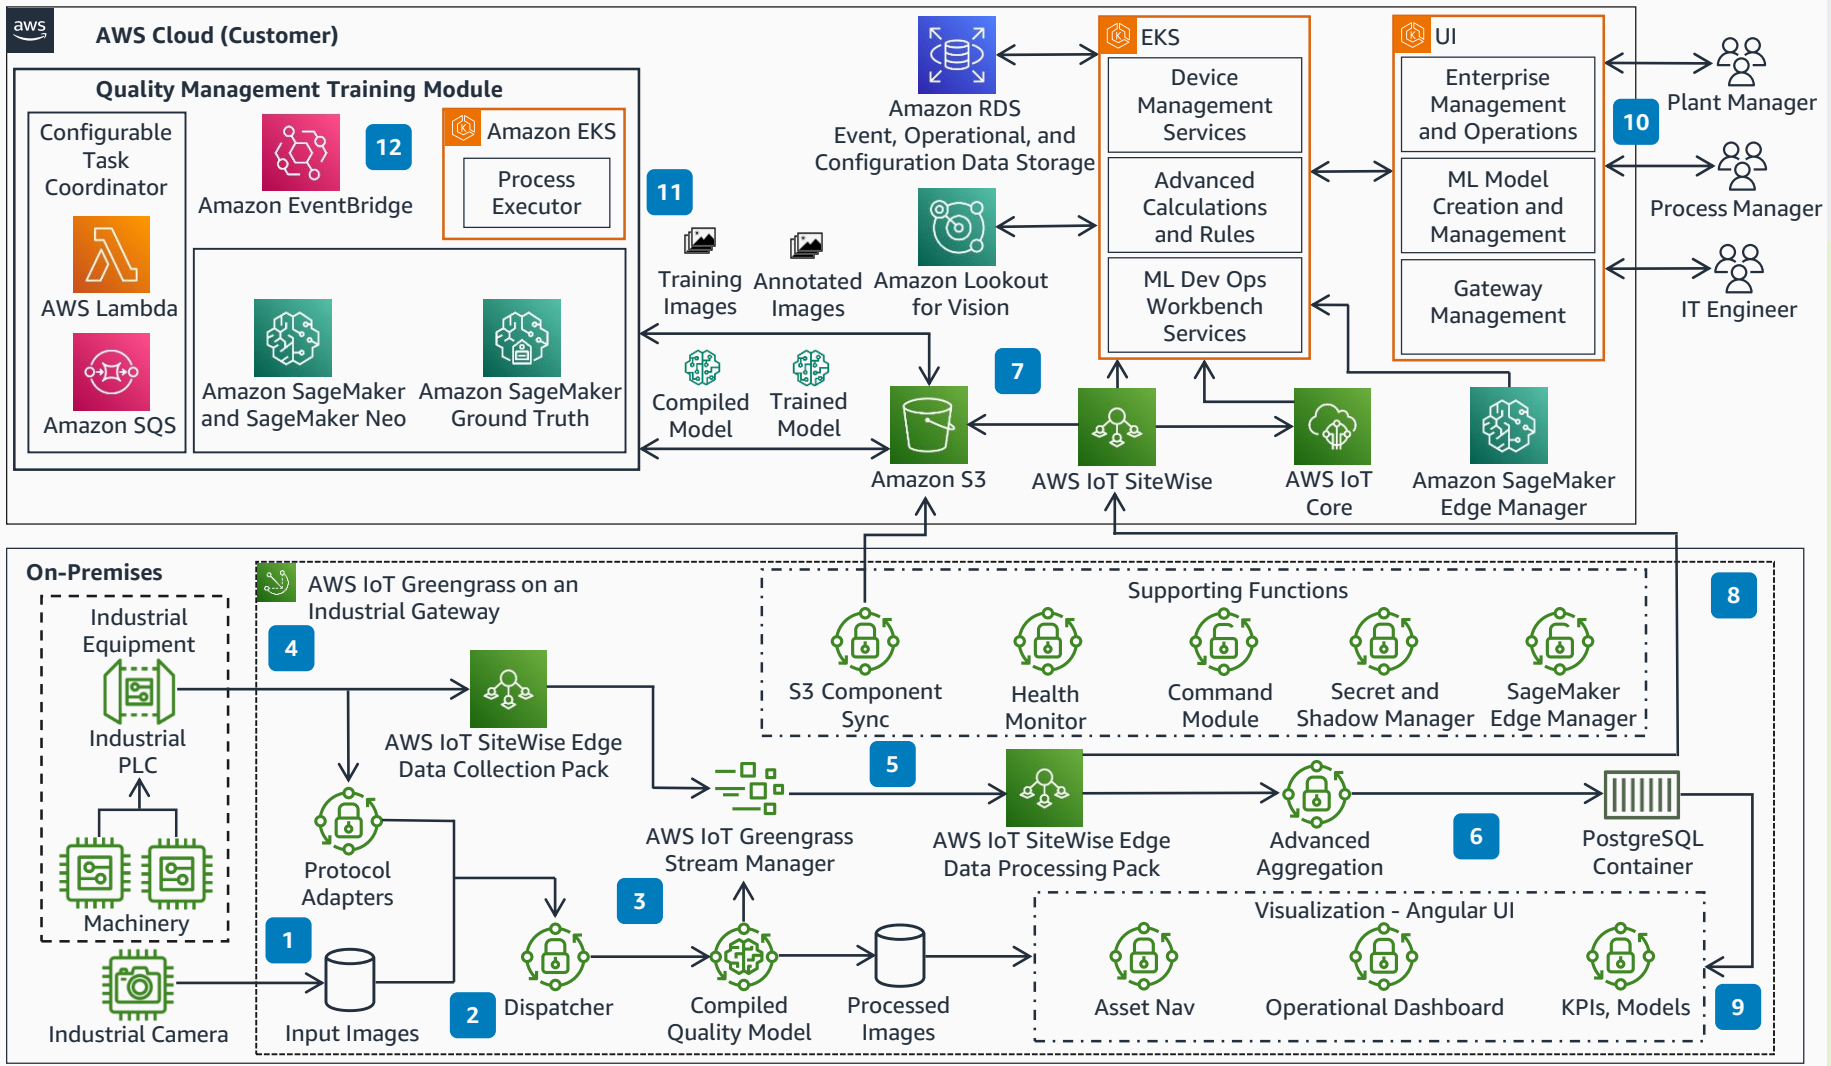 aws
AWS Cloud (Customer)
Quality Management Training Module
Configurable
Task
Coordinator
AWS Lambda
Amazon SQS
Amazon EventBridge
12
Amazon EKS
Process
Executor
Amazon SageMaker
and SageMaker Neo
Amazon SageMaker
Ground Truth
11
Training
Images
Annotated
Images
Compiled
Model
Trained
Model
Amazon RDS
Event, Operational, and
Configuration Data Storage
Amazon Lookout
for Vision
7
Amazon S3
AWS IoT SiteWise
AWS IoT
Core
Amazon SageMaker
Edge Manager
EKS
Device
Management
Services
Advanced
Calculations
and Rules
ML Dev Ops
Workbench
Services
UI
Enterprise
Management
and Operations
ML Model
Creation and
Management
Gateway
Management
10
Plant Manager
Process Manager
IT Engineer
On-Premises
Industrial
Equipment
Industrial
PLC
Machinery
Industrial Camera
AWS IoT Greengrass on an
Industrial Gateway
4
AWS IoT SiteWise Edge
Data Collection Pack
Protocol
Adapters
1
Input Images
2
Dispatcher
3
AWS IoT Greengrass
Stream Manager
Compiled
Quality Model
Processed
Images
Supporting Functions
S3 Component
Sync
Health
Monitor
Command
Module
Secret and
Shadow Manager
SageMaker
Edge Manager
8
5
AWS IoT SiteWise Edge
Data Processing Pack
Advanced
Aggregation
6
PostgreSQL
Container
Visualization - Angular UI
Asset Nav
Operational Dashboard
KPIs, Models
9